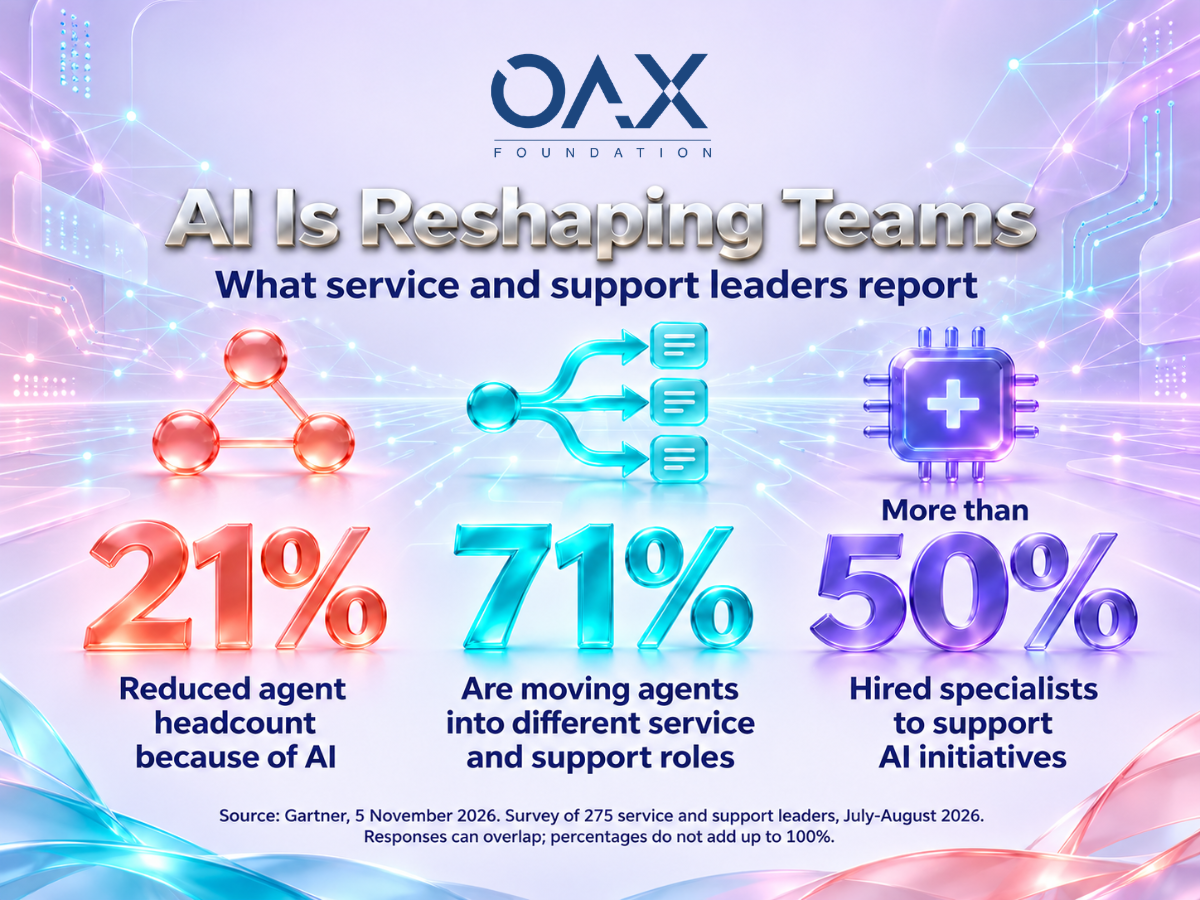 OAX
FOUNDATION
AI Is Reshaping Teams
What service and support leaders report
21%
Reduced agent
headcount
because of AI
71%
Are moving agents
into different service
and support roles
More than
50%
Hired specialists
to support
AI initiatives
Source: Gartner, 5 November 2026. Survey of 275 service and support leaders, July-August 2026.
Responses can overlap; percentages do not add up to 100%.